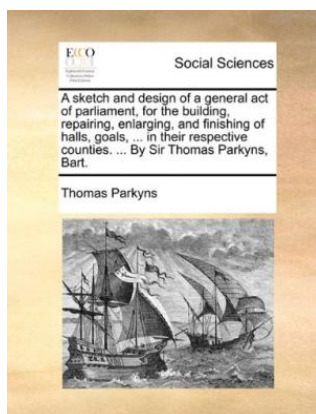 ECCO
Social Sciences
A sketch and design of a general act
of parliament, for the building,
repairing, enlarging, and finishing of
halls, goals, ... in their respective
counties. ... By Sir Thomas Parkyns,
Bart.
Thomas Parkyns